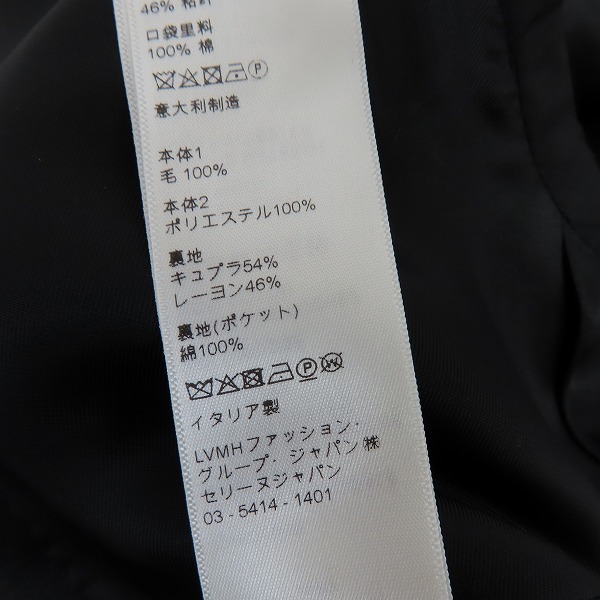 46% 粘纤
口袋里料
100% 棉
意大利制造
本体1
毛 100%
本体2
ポリエステル100%
裏地
キュプラ54%
レーヨン46%
裏地(ポケット)
綿100%
イタリア製
LVMHファッション・
グループ・ジャパン㈱
セリーヌジャパン
03 - 5414 - 1401